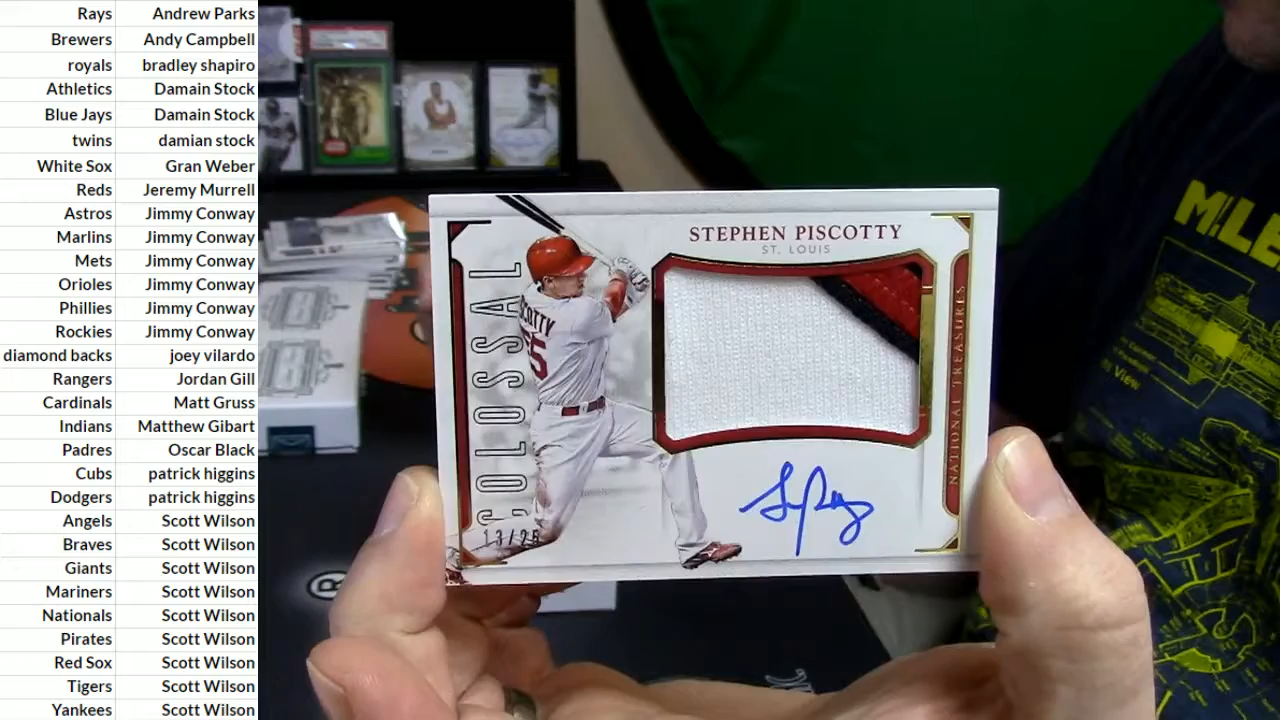 Rays Andrew Parks
Brewers Andy Campbell
royals bradley shapiro
Athletics Damain Stock
Blue Jays Damain Stock
twins damian stock
White Sox Gran Weber
Reds Jeremy Murrell
Astros Jimmy Conway
Marlins Jimmy Conway
Mets Jimmy Conway
Orioles Jimmy Conway
Phillies Jimmy Conway
Rockies Jimmy Conway
diamond backs joey vilardo
Rangers Jordan Gill
Cardinals Matt Gruss
Indians Matthew Gibart
Padres Oscar Black
Cubs patrick higgins
Dodgers patrick higgins
Angels Scott Wilson
Braves Scott Wilson
Giants Scott Wilson
Mariners Scott Wilson
Nationals Scott Wilson
Pirates Scott Wilson
Red Sox Scott Wilson
Tigers Scott Wilson
Yankees Scott Wilson
STEPHEN PISCOTTY
ST. LOUIS
COLOSSAL
NATIONAL TREASURES
13/25
View